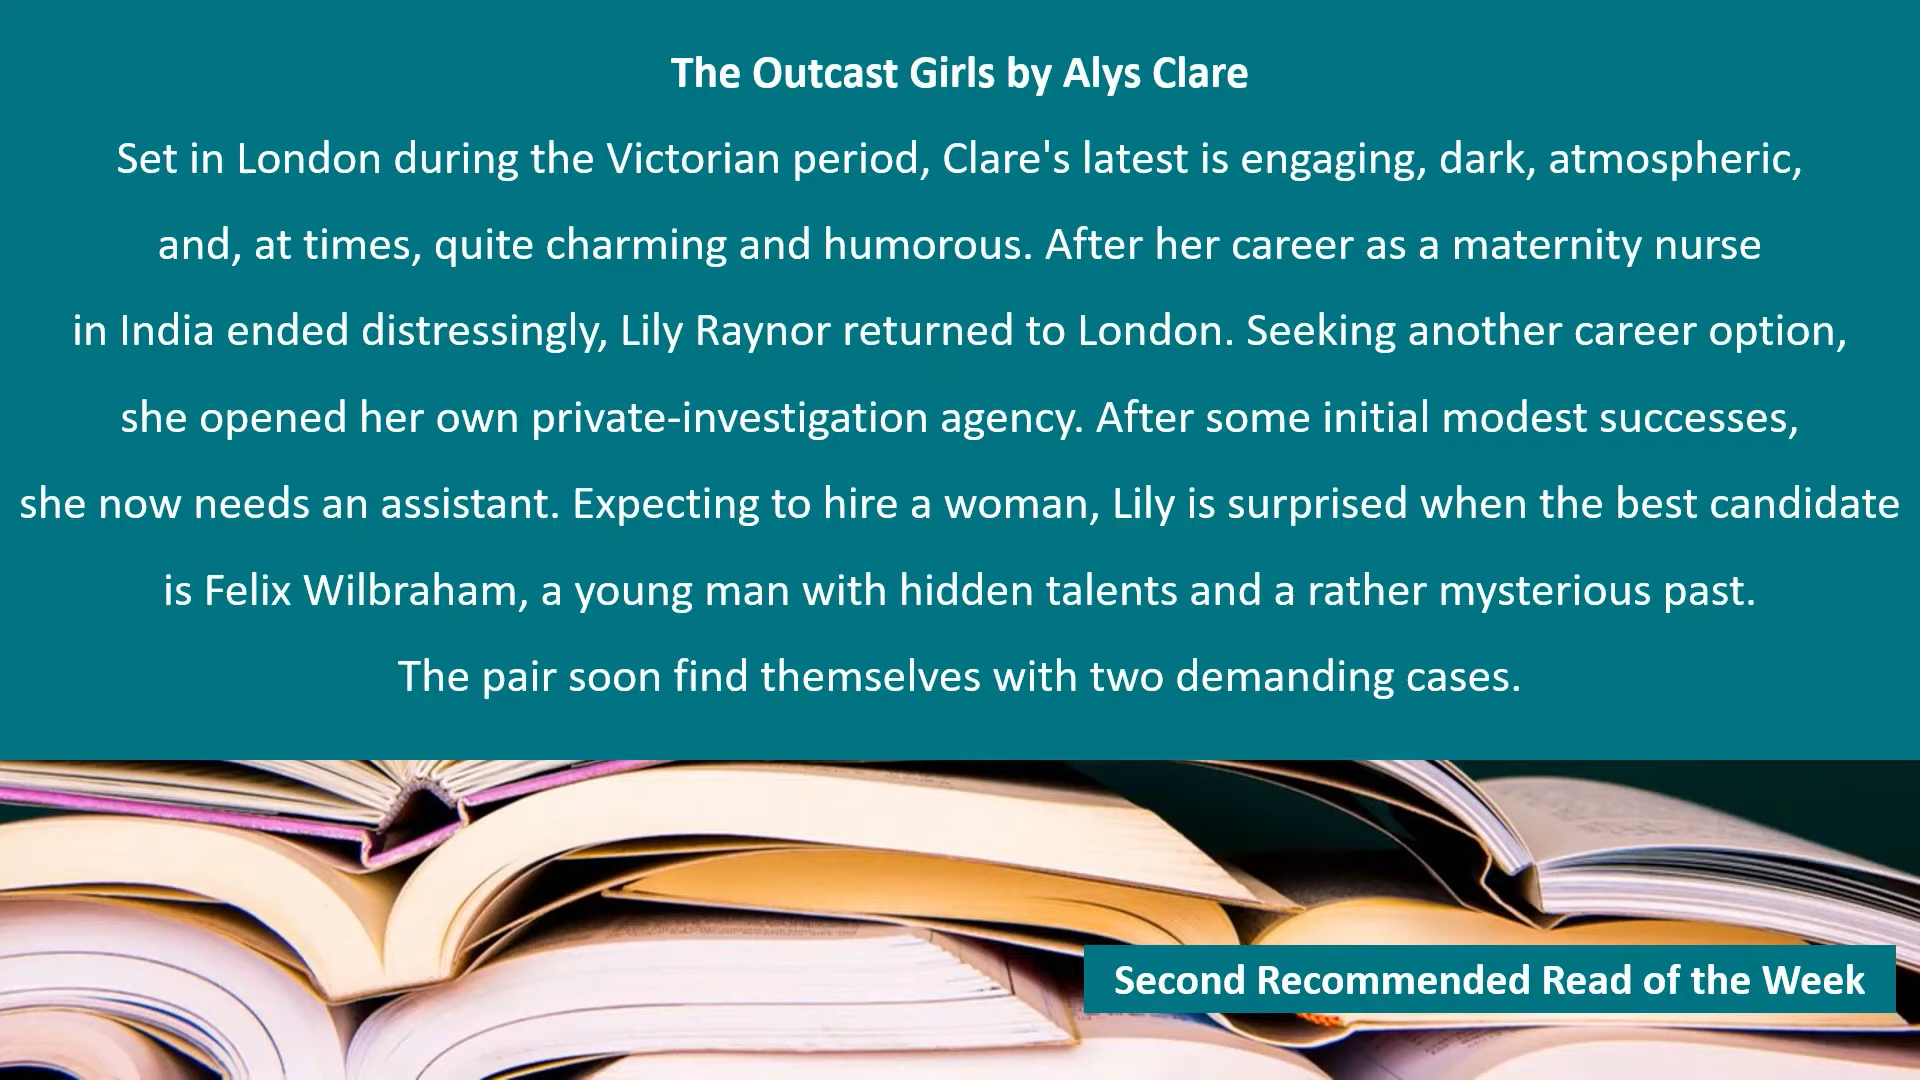 The Outcast Girls by Alys Clare
Set in London during the Victorian period, Clare's latest is engaging, dark, atmospheric,
and, at times, quite charming and humorous. After her career as a maternity nurse
in India ended distressingly, Lily Raynor returned to London. Seeking another career option,
she opened her own private-investigation agency. After some initial modest successes,
she now needs an assistant. Expecting to hire a woman, Lily is surprised when the best candidate
is Felix Wilbraham, a young man with hidden talents and a rather mysterious past.
The pair soon find themselves with two demanding cases.
Second Recommended Read of the Week